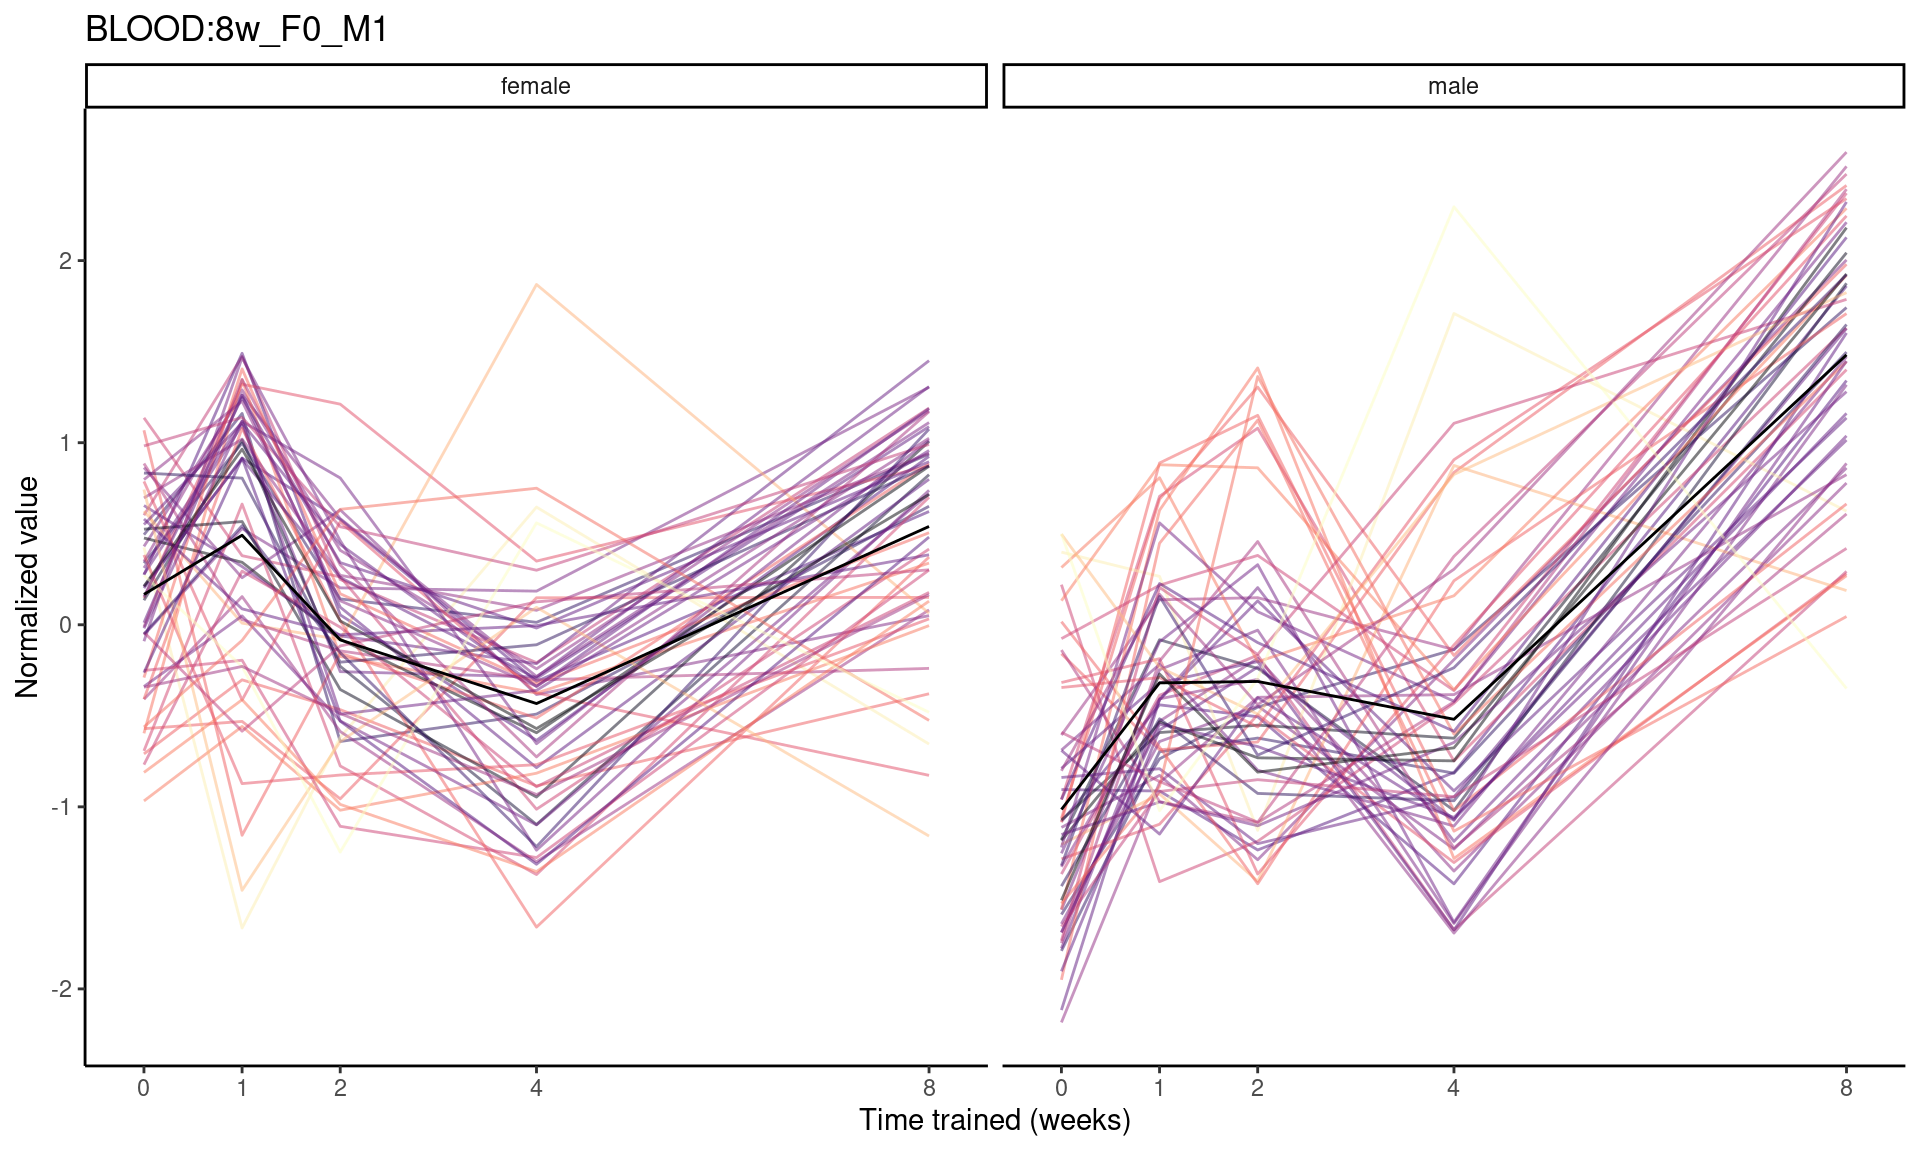 BLOOD:8w_F0_M1
female
male
Normalized value
2
1
0
-1
-2
0 1 2 4 8
0 1 2 4 8
Time trained (weeks)